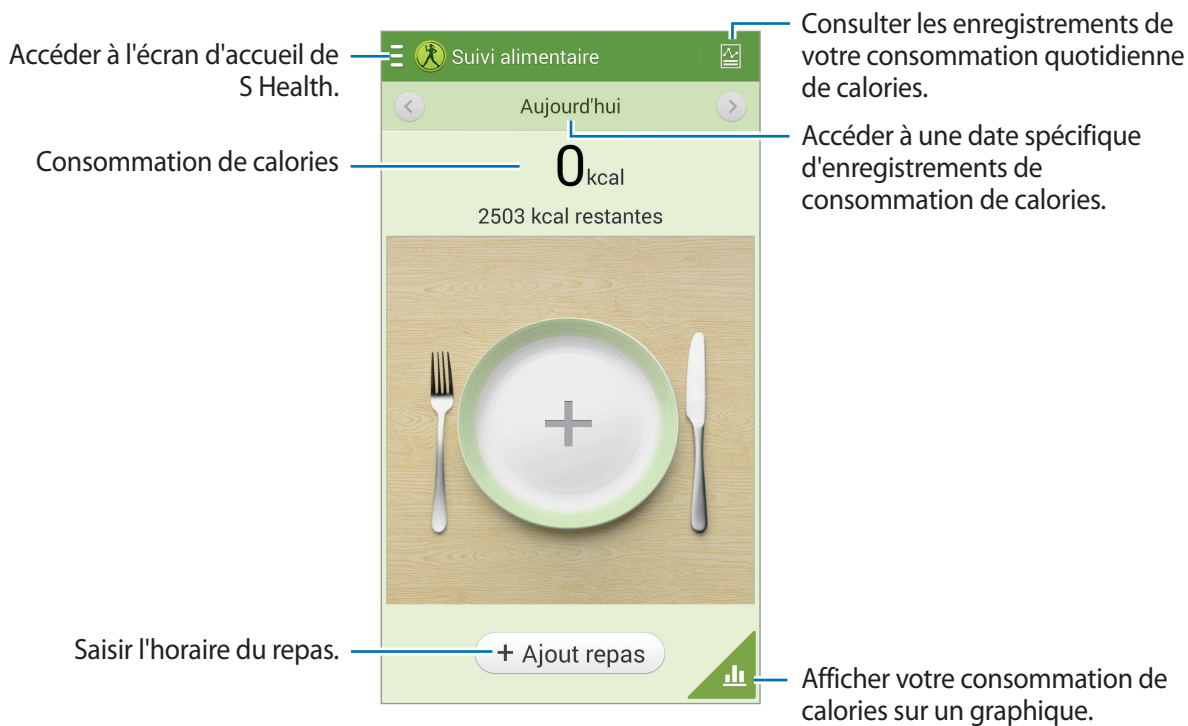 Accéder à l'écran d'accueil de
S Health.
Consommation de calories
Saisir l'horaire du repas.
Suivi alimentaire
Aujourd'hui
0 kcal
2503 kcal restantes
+ Ajout repas
Consulter les enregistrements de
votre consommation quotidienne
de calories.
Accéder à une date spécifique
d'enregistrements de
consommation de calories.
Afficher votre consommation de
calories sur un graphique.